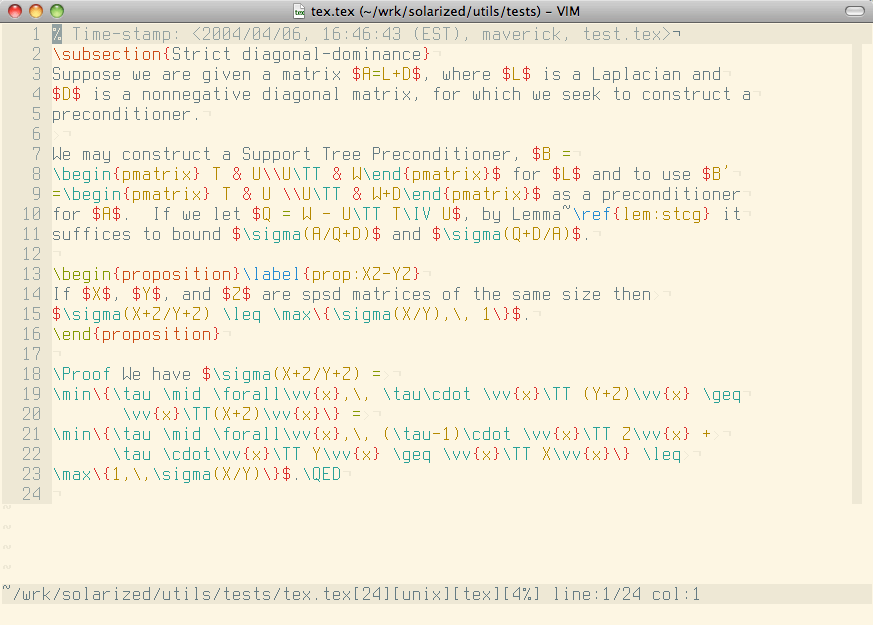 tex.tex (~/wrk/solarized/utils/tests) – VIM
1 % Time-stamp: <2004/04/06, 16:46:43 (EST), maverick, test.tex>¬
2 \subsection{Strict diagonal-dominance}¬
3 Suppose we are given a matrix $A=L+D$, where $L$ is a Laplacian and¬
4 $D$ is a nonnegative diagonal matrix, for which we seek to construct a¬
5 preconditioner.¬
6 ¬
7 We may construct a Support Tree Preconditioner, $B =¬
8 \begin{pmatrix} T & U\\U\TT & W\end{pmatrix}$ for $L$ and to use $B'¬
9 =\begin{pmatrix} T & U \\U\TT & W+D\end{pmatrix}$ as a preconditioner¬
10 for $A$.  If we let $Q = W - U\TT T\IV U$, by Lemma~\ref{lem:stcg} it¬
11 suffices to bound $\sigma(A/Q+D)$ and $\sigma(Q+D/A)$.¬
12 ¬
13 \begin{proposition}\label{prop:XZ-YZ}¬
14 If $X$, $Y$, and $Z$ are spsd matrices of the same size then¬
15 $\sigma(X+Z/Y+Z) \leq \max\{\sigma(X/Y),\, 1\}$.¬
16 \end{proposition}¬
17 ¬
18 \Proof We have $\sigma(X+Z/Y+Z) =¬
19 \min\{\tau \mid \forall\vv{x},\, \tau\cdot \vv{x}\TT (Y+Z)\vv{x} \geq¬
20        \vv{x}\TT(X+Z)\vv{x}\} =¬
21 \min\{\tau \mid \forall\vv{x},\, (\tau-1)\cdot \vv{x}\TT Z\vv{x} +¬
22       \tau \cdot\vv{x}\TT Y\vv{x} \geq \vv{x}\TT X\vv{x}\} \leq¬
23 \max\{1,\,\sigma(X/Y)\}$.\QED¬
24 ¬
~
~
~
~
~/wrk/solarized/utils/tests/tex.tex[24][unix][tex][4%] line:1/24 col:1